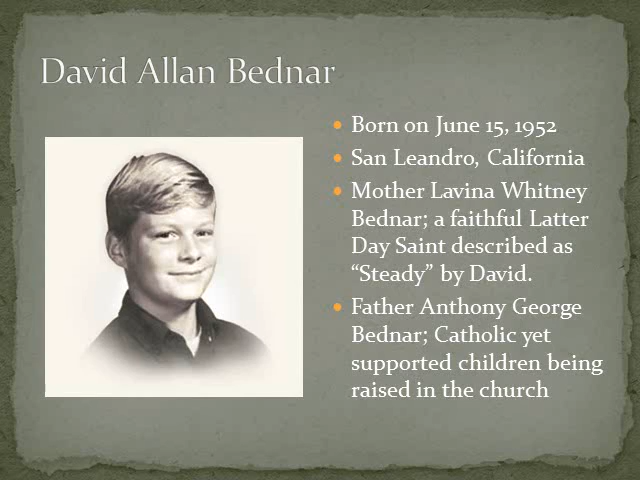 David Allan Bednar
Born on June 15, 1952
San Leandro, California
Mother Lavina Whitney
Bednar; a faithful Latter
Day Saint described as
“Steady” by David.
Father Anthony George
Bednar; Catholic yet
supported children being
raised in the church